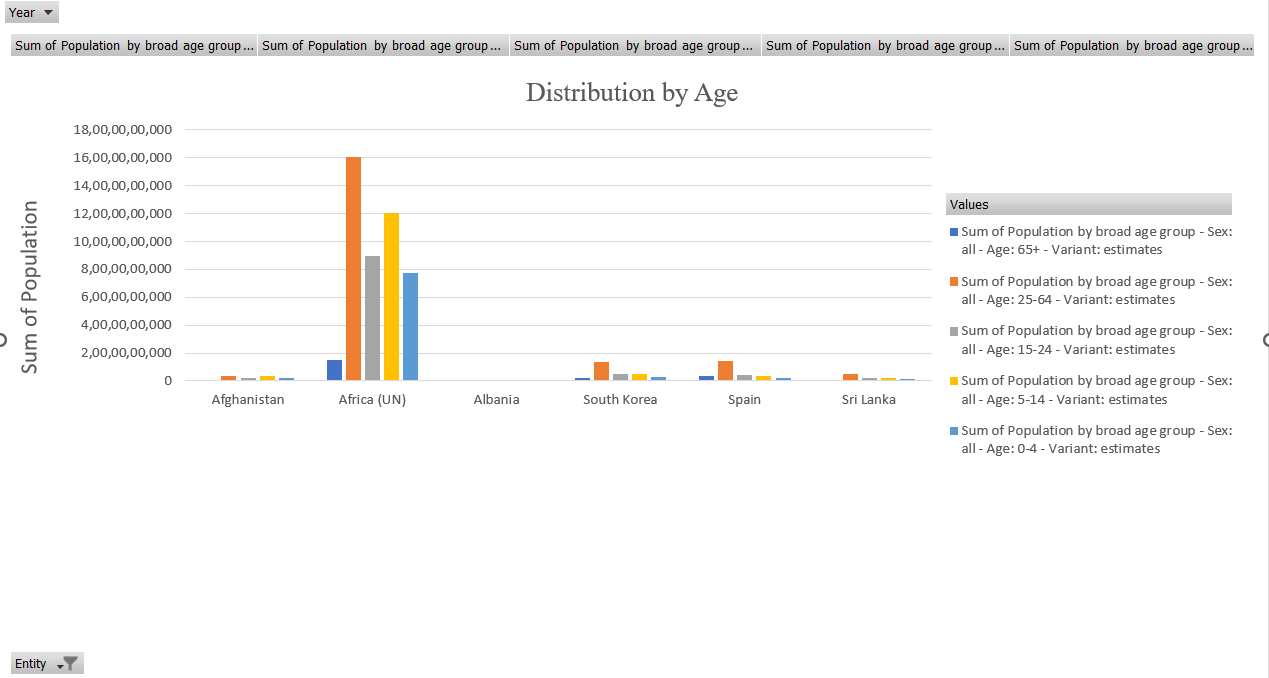 Year
Sum of Population by broad age group... Sum of Population by broad age group... Sum of Population by broad age group... Sum of Population by broad age group... Sum of Population by broad age group...
Distribution by Age
Sum of Population
18,00,00,00,000
16,00,00,00,000
14,00,00,00,000
12,00,00,00,000
10,00,00,00,000
8,00,00,00,000
6,00,00,00,000
4,00,00,00,000
2,00,00,00,000
0
Afghanistan Africa (UN) Albania South Korea Spain Sri Lanka
Values
Sum of Population by broad age group - Sex:
all - Age: 65+ - Variant: estimates
Sum of Population by broad age group - Sex:
all - Age: 25-64 - Variant: estimates
Sum of Population by broad age group - Sex:
all - Age: 15-24 - Variant: estimates
Sum of Population by broad age group - Sex:
all - Age: 5-14 - Variant: estimates
Sum of Population by broad age group - Sex:
all - Age: 0-4 - Variant: estimates
Entity